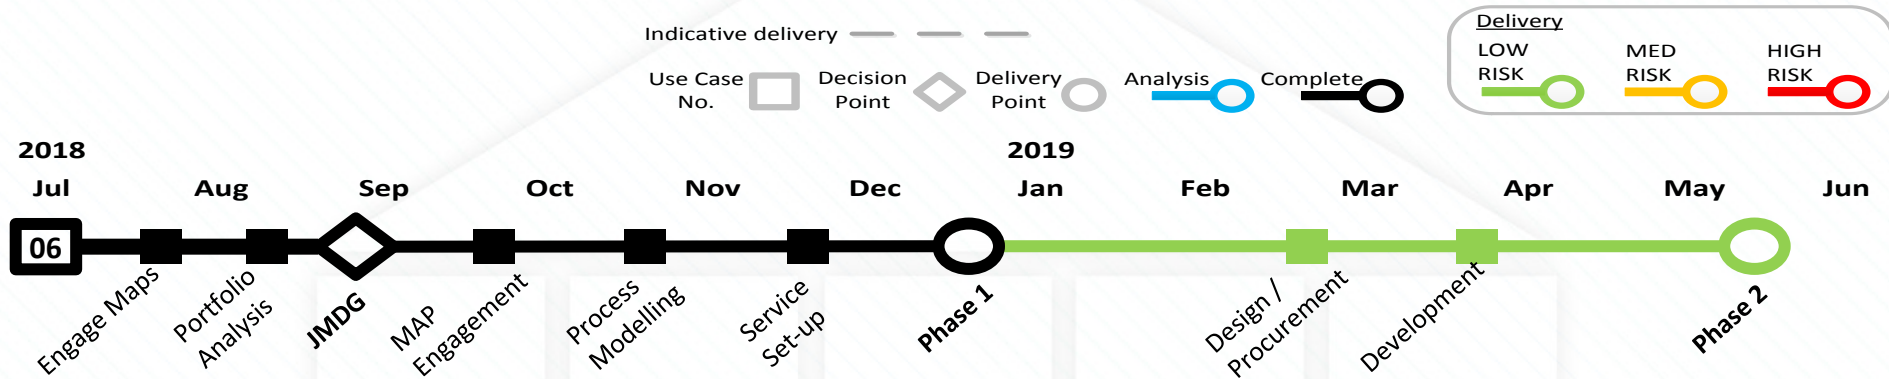 Indicative delivery
Use Case
No.
Decision
Point
Delivery
Point
Analysis
Complete
Delivery
LOW
RISK
MED
RISK
HIGH
RISK
2018
2019
Jul Aug Sep Oct Nov Dec Jan Feb Mar Apr May Jun
06
Engage Maps
Portfolio
Analysis
JMDG
MAP
Engagement
Process
Modelling
Service
Set-up
Phase 1
Design /
Procurement
Development
Phase 2